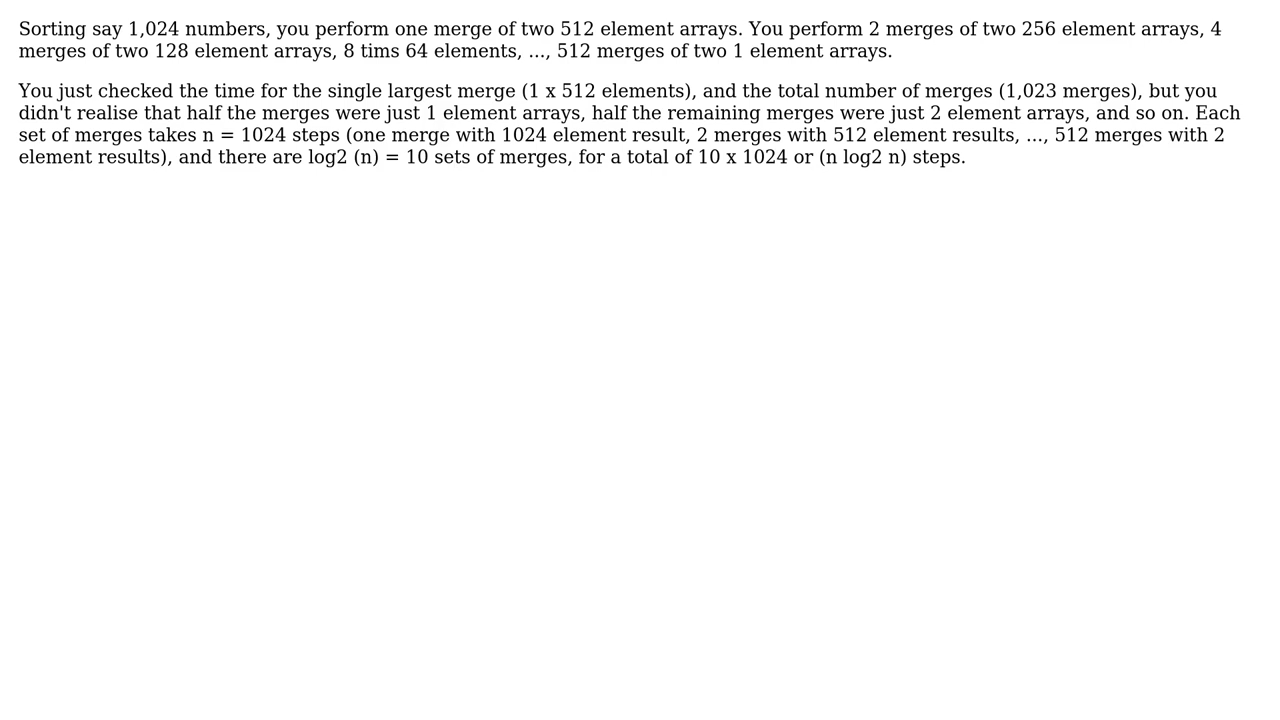 Sorting say 1,024 numbers, you perform one merge of two 512 element arrays. You perform 2 merges of two 256 element arrays, 4
merges of two 128 element arrays, 8 tims 64 elements, ..., 512 merges of two 1 element arrays.
You just checked the time for the single largest merge (1 x 512 elements), and the total number of merges (1,023 merges), but you
didn't realise that half the merges were just 1 element arrays, half the remaining merges were just 2 element arrays, and so on. Each
set of merges takes n = 1024 steps (one merge with 1024 element result, 2 merges with 512 element results, ..., 512 merges with 2
element results), and there are log2 (n) = 10 sets of merges, for a total of 10 x 1024 or (n log2 n) steps.